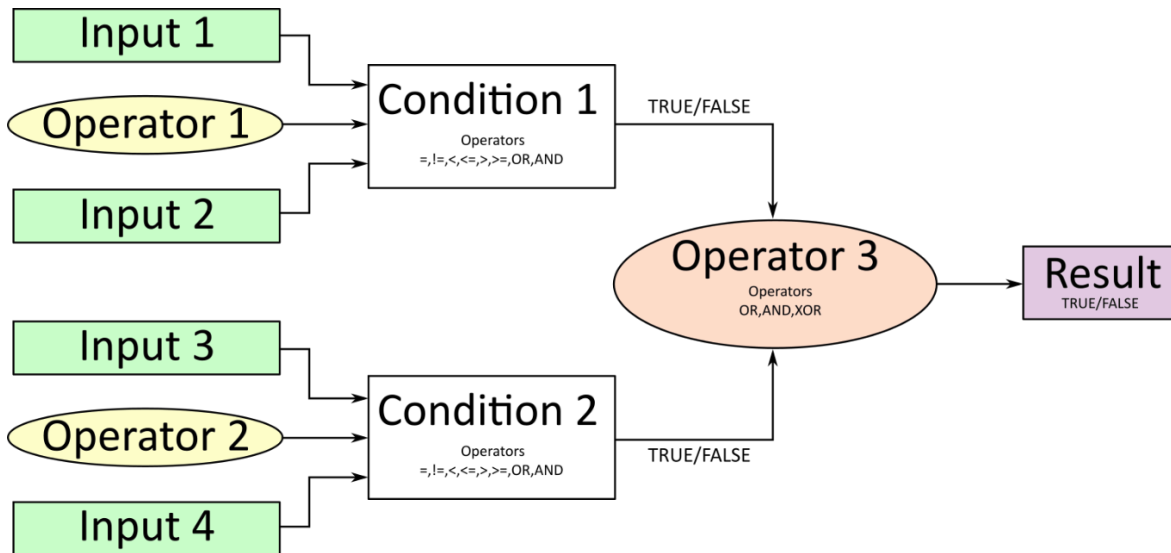 Input 1
Operator 1
Input 2
Condition 1
Operators
=,!=,<,<=,>,>=,OR,AND
TRUE/FALSE
Input 3
Operator 2
Input 4
Condition 2
Operators
=,!=,<,<=,>,>=,OR,AND
TRUE/FALSE
Operator 3
Operators
OR,AND,XOR
Result
TRUE/FALSE